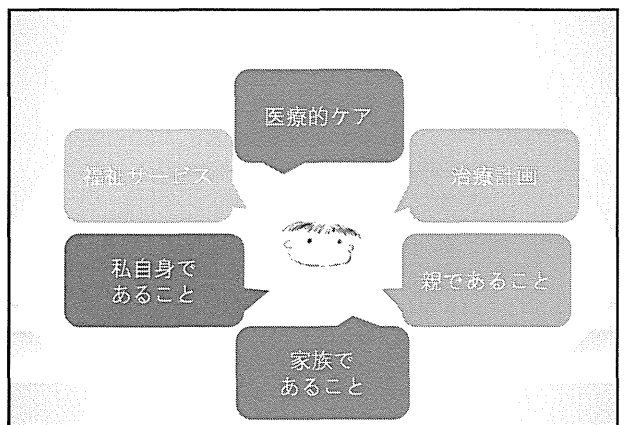 医療的ケア
福祉サービス
治療計画
私自身で
あること
親であること
家族で
あること